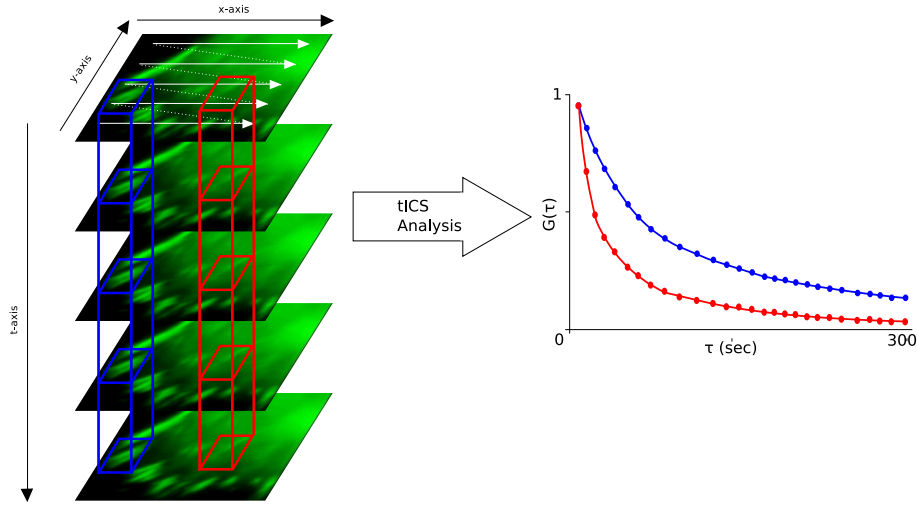 x-axis
y-axis
t-axis
tICS
Analysis
1
G(τ)
0
τ (sec)
300